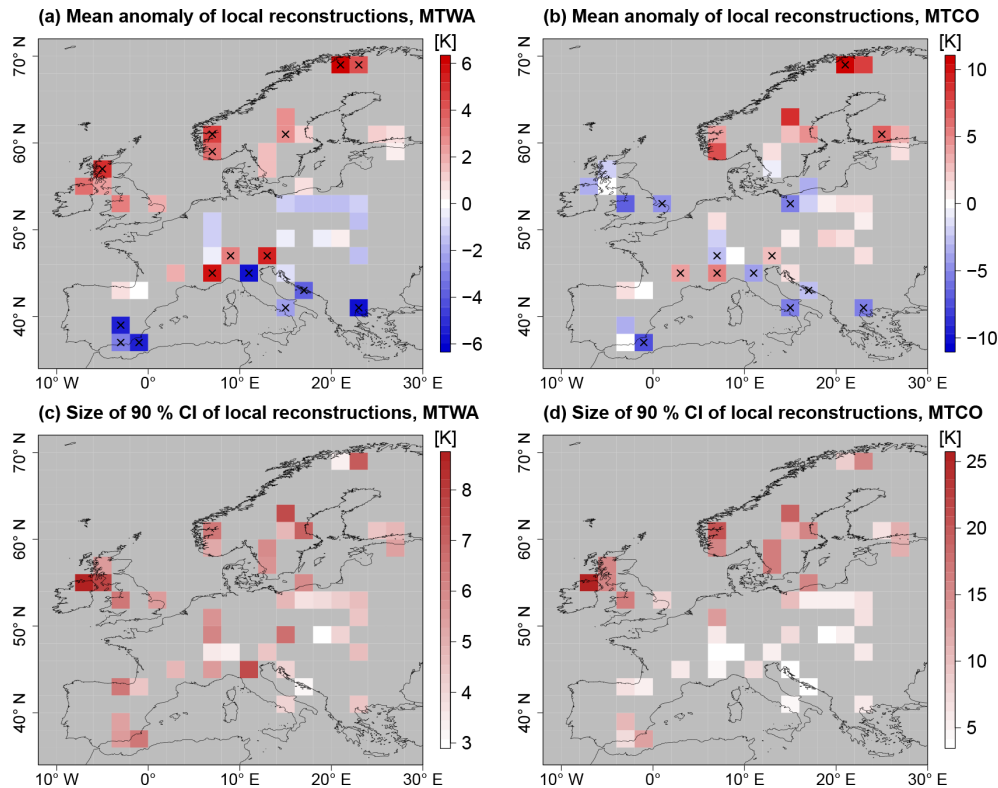 (a) Mean anomaly of local reconstructions, MTWA
[K]
70° N
60° N
50° N
40° N
10° W
0°
10° E
20° E
30° E
6
4
2
0
−2
−4
−6
(b) Mean anomaly of local reconstructions, MTCO
[K]
70° N
60° N
50° N
40° N
10° W
0°
10° E
20° E
30° E
10
5
0
−5
−10
(c) Size of 90 % CI of local reconstructions, MTWA
[K]
70° N
60° N
50° N
40° N
10° W
0°
10° E
20° E
30° E
8
7
6
5
4
3
(d) Size of 90 % CI of local reconstructions, MTCO
[K]
70° N
60° N
50° N
40° N
10° W
0°
10° E
20° E
30° E
25
20
15
10
5